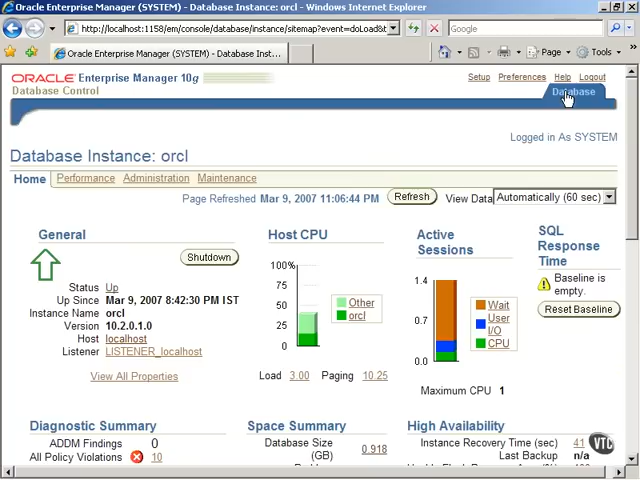 Oracle Enterprise Manager (SYSTEM) - Database Instance: orcl - Windows Internet Explorer
http://localhost:1158/em/console/database/instance/sitemap?event=doLoad&t
Google
Oracle Enterprise Manager (SYSTEM) - Database Inst...
Page Tools
ORACLE Enterprise Manager 10g
Database Control
Setup Preferences Help Logout
Database
Logged in As SYSTEM
Database Instance: orcl
Home Performance Administration Maintenance
Page Refreshed Mar 9, 2007 11:06:44 PM Refresh View Data Automatically (60 sec)
General
Shutdown
Status Up
Up Since Mar 9, 2007 8:42:30 PM IST
Instance Name orcl
Version 10.2.0.1.0
Host localhost
Listener LISTENER_localhost
View All Properties
Host CPU
100%
75
50
25
0
Other
orcl
Load 3.00 Paging 10.25
Active
Sessions
1.4
0.7
0.0
Wait
User
I/O
CPU
Maximum CPU 1
SQL
Response
Time
Baseline is
empty.
Reset Baseline
Diagnostic Summary
ADDM Findings 0
All Policy Violations 10
Space Summary
Database Size
(GB) 0.918
High Availability
Instance Recovery Time (sec) 41
Last Backup n/a
VTC